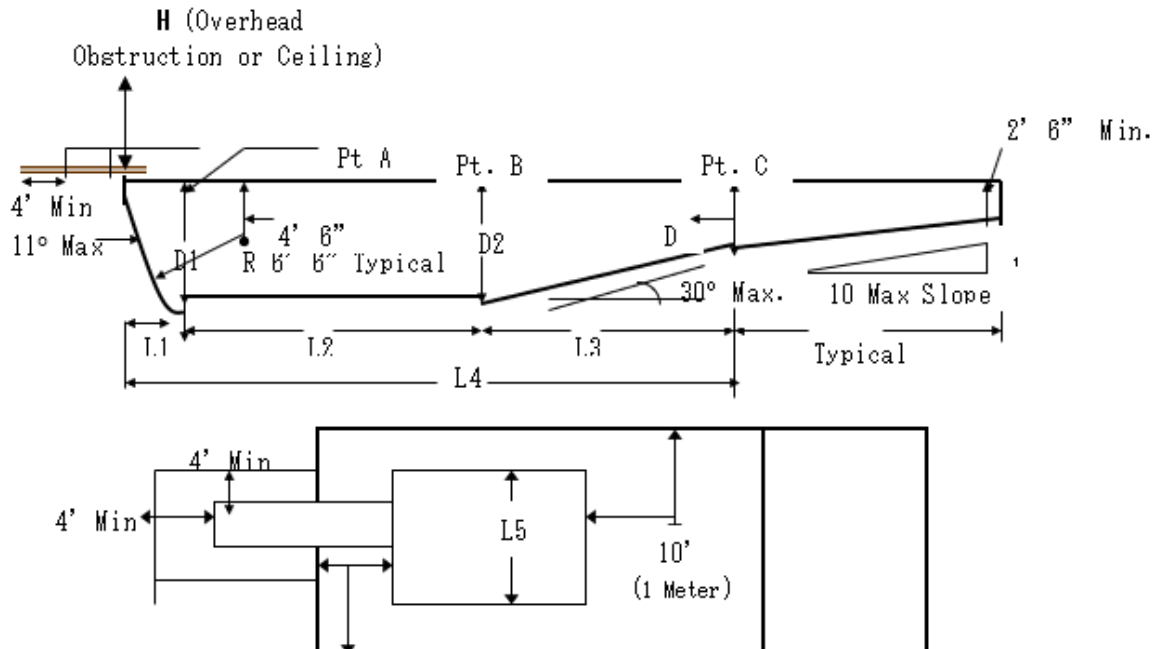 H (Overhead
Obstruction or Ceiling)
2' 6” Min.
Pt A
Pt. B
Pt. C
4' Min
11° Max
D1
4' 6”
R 6' 6” Typical
D2
D
30° Max.
1
10 Max Slope
L1
L2
L3
Typical
L4
4' Min
4' Min
L5
10'
(1 Meter)